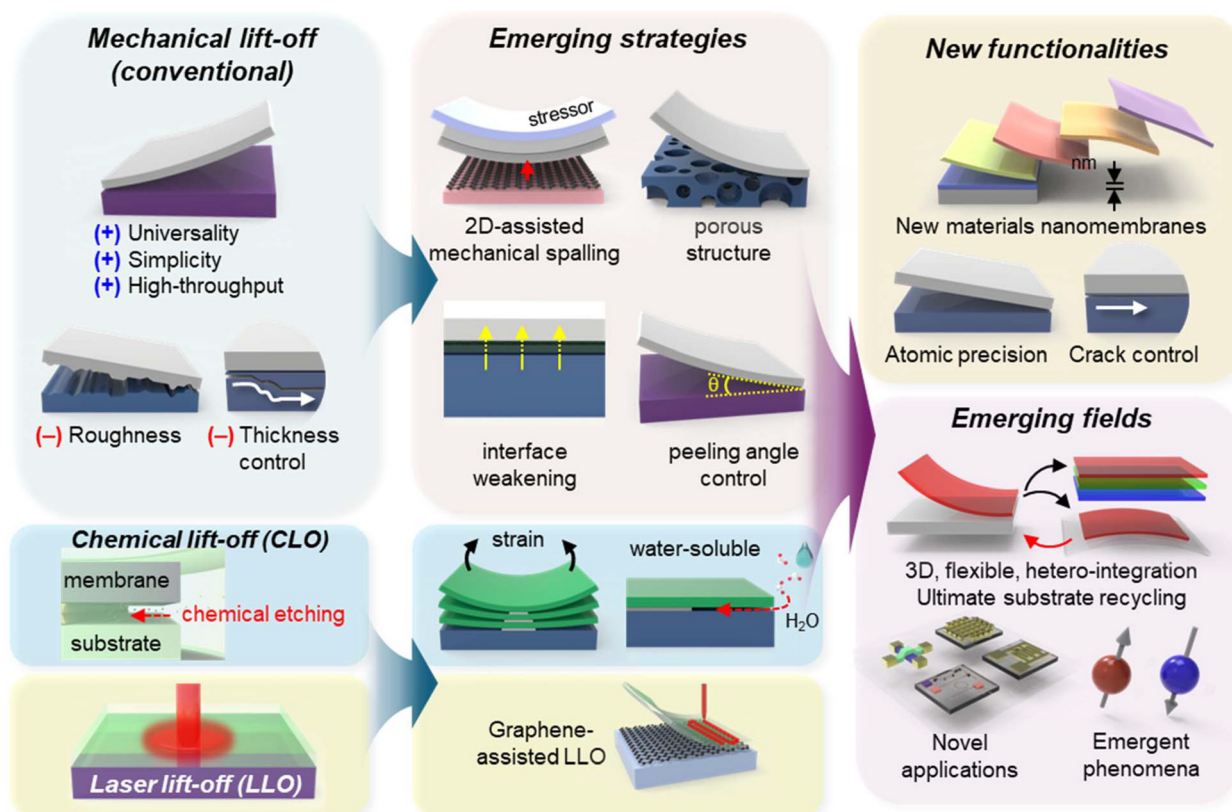 Mechanical lift-off
(conventional)
(+) Universality
(+) Simplicity
(+) High-throughput
(–) Roughness
(–) Thickness
control
Chemical lift-off (CLO)
membrane
chemical etching
substrate
Laser lift-off (LLO)
Emerging strategies
stressor
2D-assisted
mechanical spalling
porous
structure
interface
weakening
θ
peeling angle
control
strain
water-soluble
H₂O
Graphene-
assisted LLO
New functionalities
nm
New materials nanomembranes
Atomic precision
Crack control
Emerging fields
3D, flexible, hetero-integration
Ultimate substrate recycling
Novel
applications
Emergent
phenomena